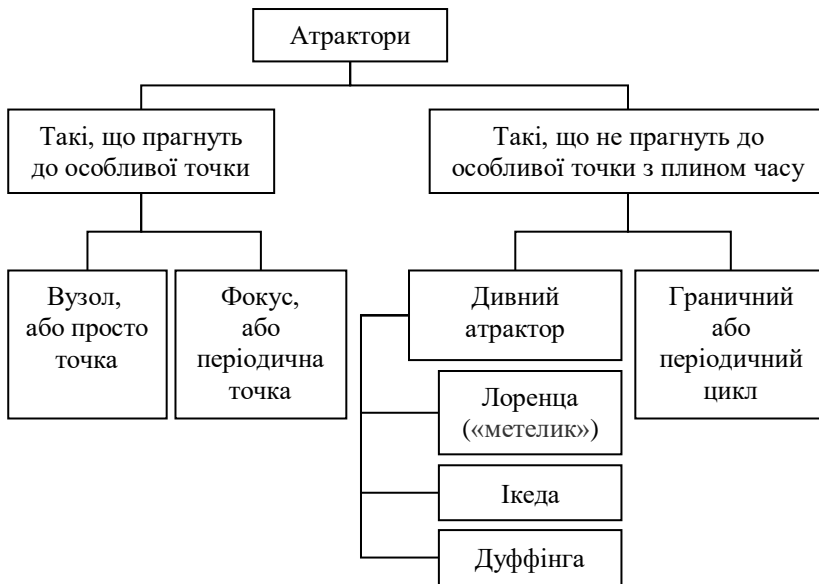 Атрактори
Такі, що прагнуть
до особливої точки
Такі, що не прагнуть до
особливої точки з плином часу
Вузол,
або просто
точка
Фокус,
або
періодична
точка
Дивний
атрактор
Граничний
або
періодичний
цикл
Лоренца
(«метелик»)
Ікеда
Дуффінга